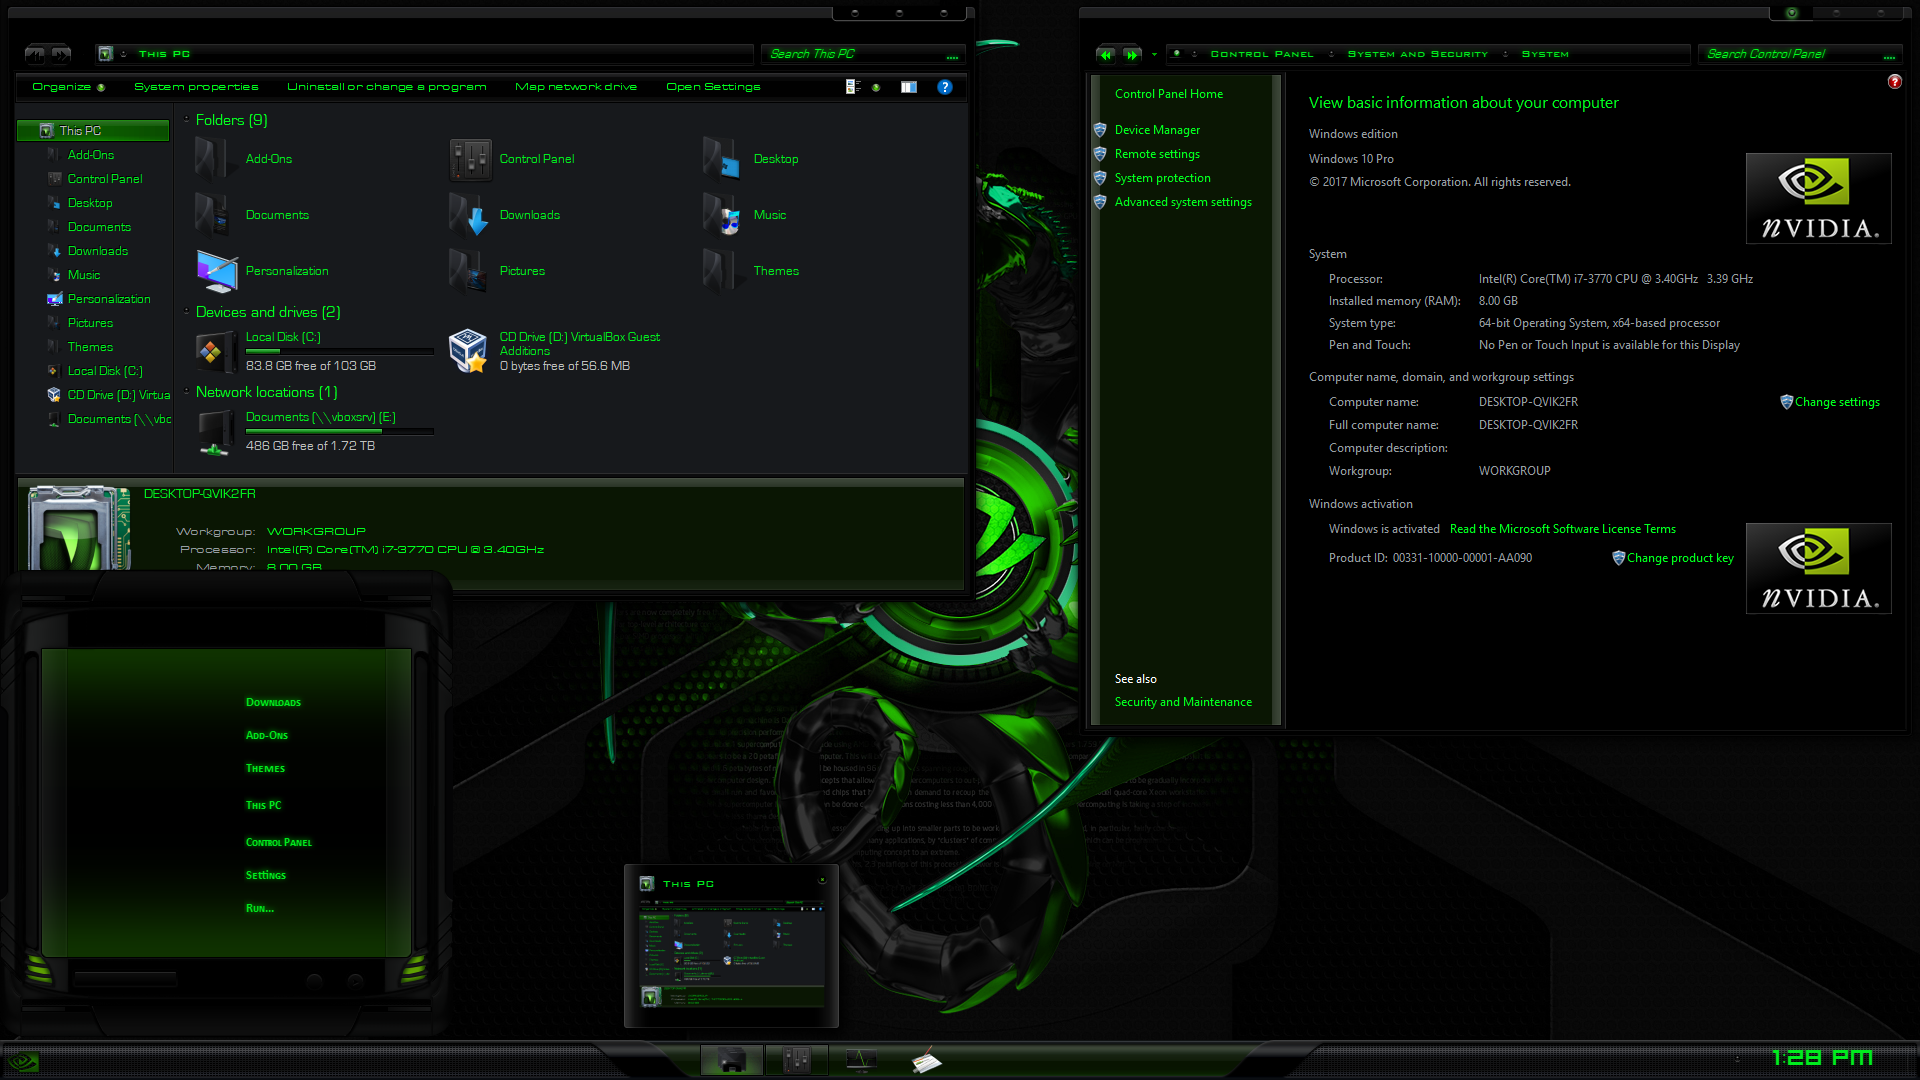 This PC
Search This PC
Organize
System properties
Uninstall or change a program
Map network drive
Open Settings
This PC
Add-Ons
Control Panel
Desktop
Documents
Downloads
Music
Personalization
Pictures
Themes
Local Disk (C:)
CD Drive (D:) Virtua
Documents (\\vbc
Folders (9)
Add-Ons
Control Panel
Desktop
Documents
Downloads
Music
Personalization
Pictures
Themes
Devices and drives (2)
Local Disk (C:)
83.8 GB free of 103 GB
CD Drive (D:) VirtualBox Guest
Additions
0 bytes free of 56.6 MB
Network locations (1)
Documents (\\vboxsrv) (E:)
486 GB free of 1.72 TB
DESKTOP-QVIK2FR
Workgroup: WORKGROUP
Processor: Intel(R) Core(TM) i7-3770 CPU @ 3.40GHz
Memory: 8.00 GB
Downloads
Add-Ons
Themes
This PC
Control Panel
Settings
Run...
This PC
Control Panel
System and Security
System
Search Control Panel
Control Panel Home
Device Manager
Remote settings
System protection
Advanced system settings
See also
Security and Maintenance
View basic information about your computer
Windows edition
Windows 10 Pro
© 2017 Microsoft Corporation. All rights reserved.
NVIDIA.
System
Processor: Intel(R) Core(TM) i7-3770 CPU @ 3.40GHz 3.39 GHz
Installed memory (RAM): 8.00 GB
System type: 64-bit Operating System, x64-based processor
Pen and Touch: No Pen or Touch Input is available for this Display
Computer name, domain, and workgroup settings
Computer name: DESKTOP-QVIK2FR
Change settings
Full computer name: DESKTOP-QVIK2FR
Computer description:
Workgroup: WORKGROUP
Windows activation
Windows is activated Read the Microsoft Software License Terms
Product ID: 00331-10000-00001-AA090
Change product key
NVIDIA.
1:28 PM